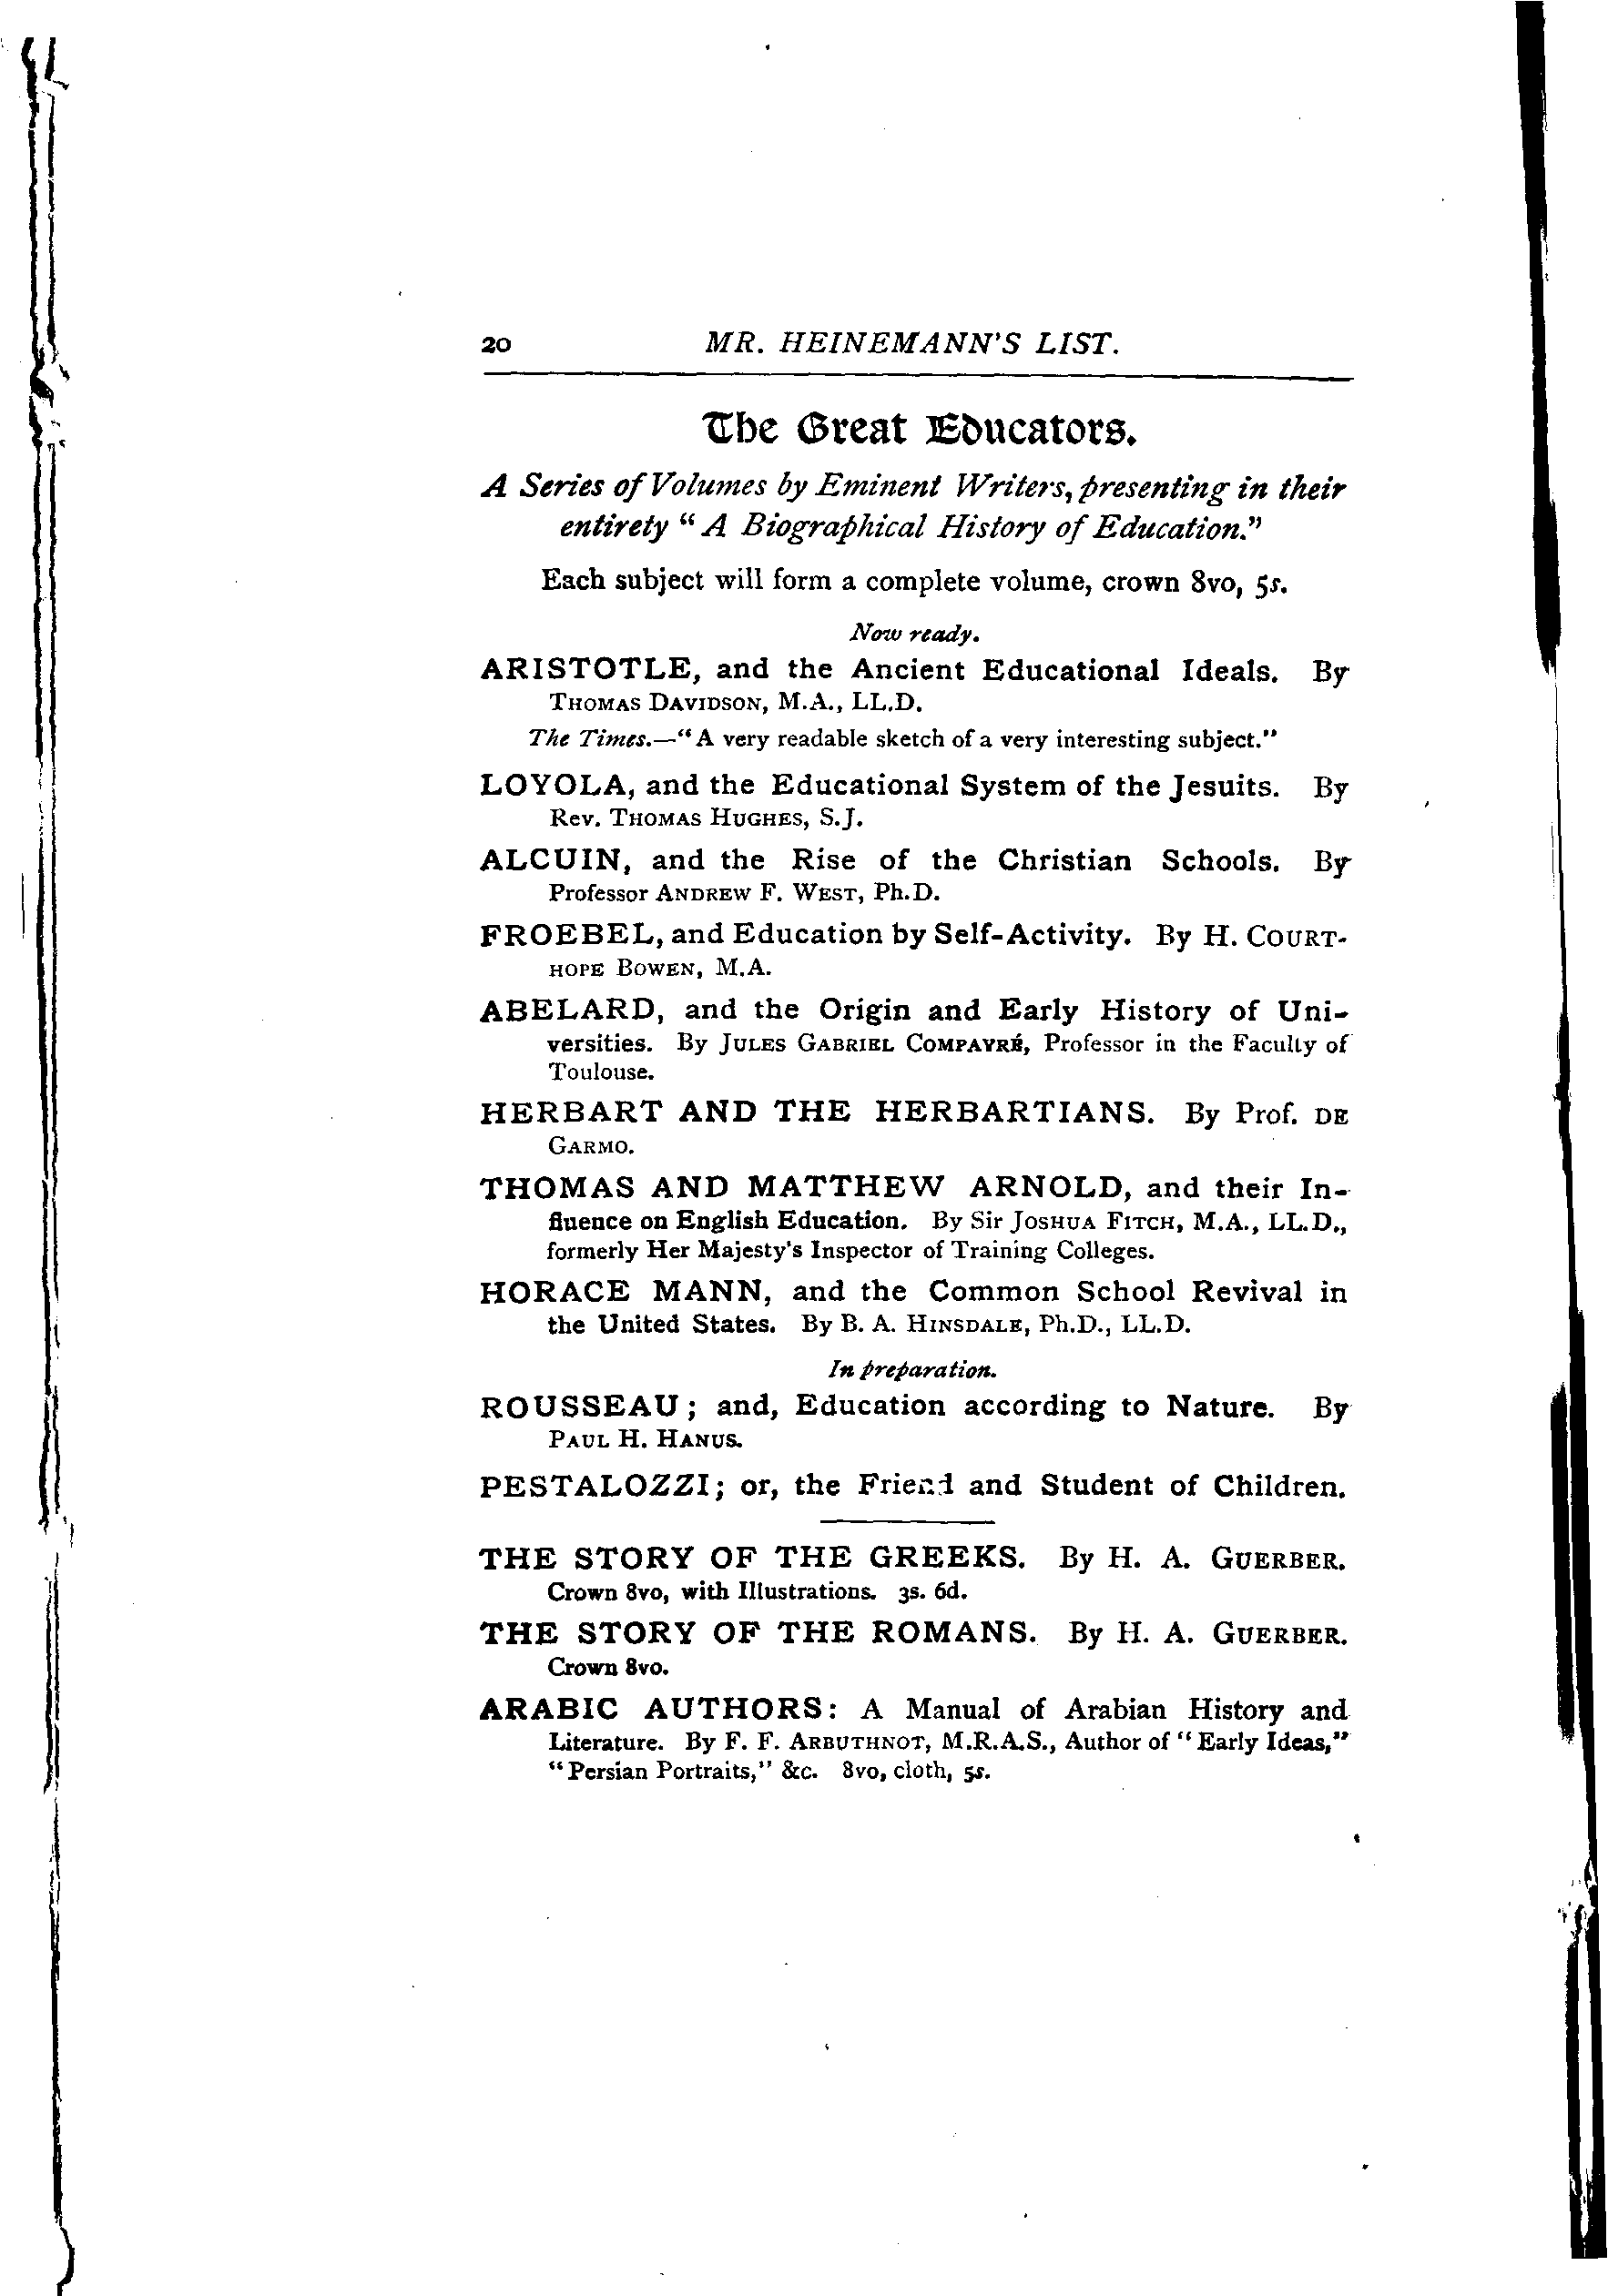 20 MR. HEINEMANN'S LIST.
The Great Educators.
A Series of Volumes by Eminent Writers, presenting in their
entirety "A Biographical History of Education."
Each subject will form a complete volume, crown 8vo, 5s.
Now ready.
ARISTOTLE, and the Ancient Educational Ideals. By
THOMAS DAVIDSON, M.A., LL.D.
The Times.—"A very readable sketch of a very interesting subject."
LOYOLA, and the Educational System of the Jesuits. By
Rev. THOMAS HUGHES, S.J.
ALCUIN, and the Rise of the Christian Schools. By
Professor ANDREW F. WEST, Ph.D.
FROEBEL, and Education by Self-Activity. By H. COURT-
HOPE BOWEN, M.A.
ABELARD, and the Origin and Early History of Uni-
versities. By JULES GABRIEL COMPAYRÉ, Professor in the Faculty of
Toulouse.
HERBART AND THE HERBARTIANS. By Prof. DE
GARMO.
THOMAS AND MATTHEW ARNOLD, and their In-
fluence on English Education. By Sir JOSHUA FITCH, M.A., LL.D.,
formerly Her Majesty's Inspector of Training Colleges.
HORACE MANN, and the Common School Revival in
the United States. By B. A. HINSDALE, Ph.D., LL.D.
In preparation.
ROUSSEAU; and, Education according to Nature. By
PAUL H. HANUS.
PESTALOZZI; or, the Friend and Student of Children.
THE STORY OF THE GREEKS. By H. A. GUERBER.
Crown 8vo, with Illustrations. 3s. 6d.
THE STORY OF THE ROMANS. By H. A. GUERBER.
Crown 8vo.
ARABIC AUTHORS: A Manual of Arabian History and
Literature. By F. F. ARBUTHNOT, M.R.A.S., Author of "Early Ideas,"
"Persian Portraits," &c. 8vo, cloth, 5s.